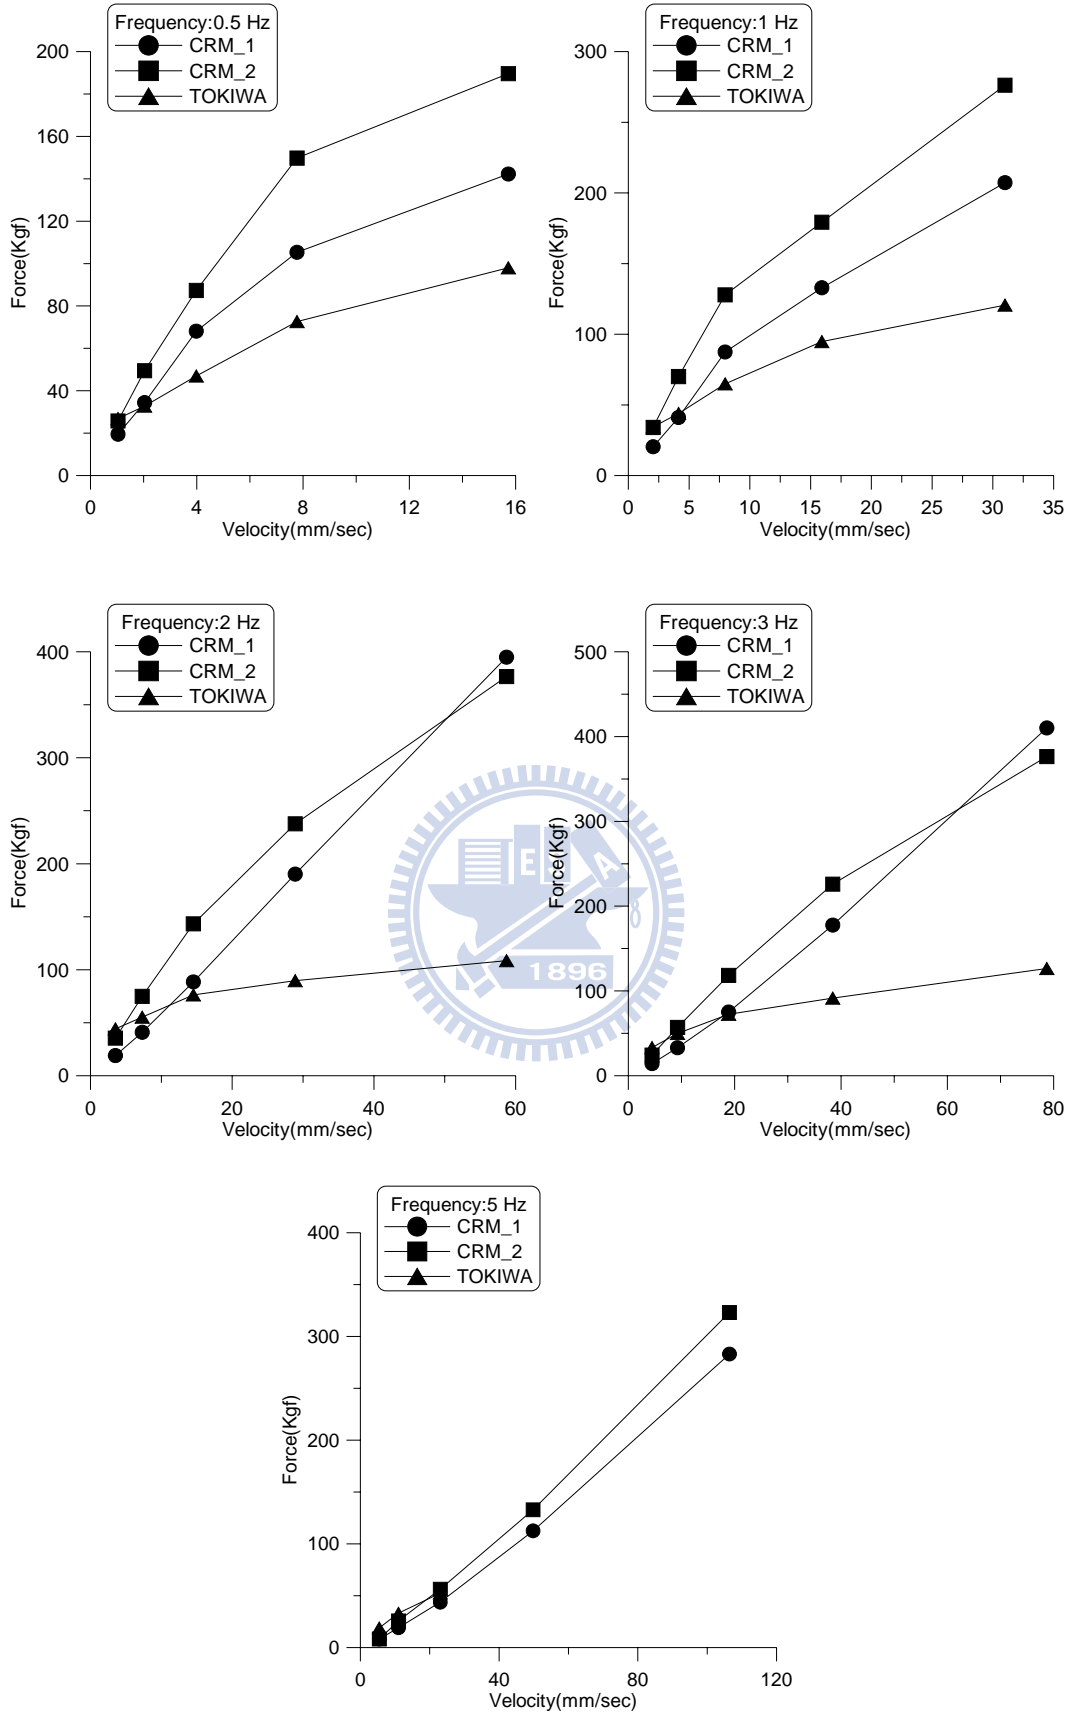 Frequency:0.5 Hz
CRM_1
CRM_2
TOKIWA
200
160
120
80
40
0
Force(Kgf)
0 4 8 12 16
Velocity(mm/sec)
Frequency:1 Hz
CRM_1
CRM_2
TOKIWA
300
200
100
0
Force(Kgf)
0 5 10 15 20 25 30 35
Velocity(mm/sec)
Frequency:2 Hz
CRM_1
CRM_2
TOKIWA
400
300
200
100
0
Force(Kgf)
0 20 40 60
Velocity(mm/sec)
Frequency:3 Hz
CRM_1
CRM_2
TOKIWA
500
400
300
200
100
0
Force(Kgf)
0 20 40 60 80
Velocity(mm/sec)
E A
1896
Frequency:5 Hz
CRM_1
CRM_2
TOKIWA
400
300
200
100
0
Force(Kgf)
0 40 80 120
Velocity(mm/sec)